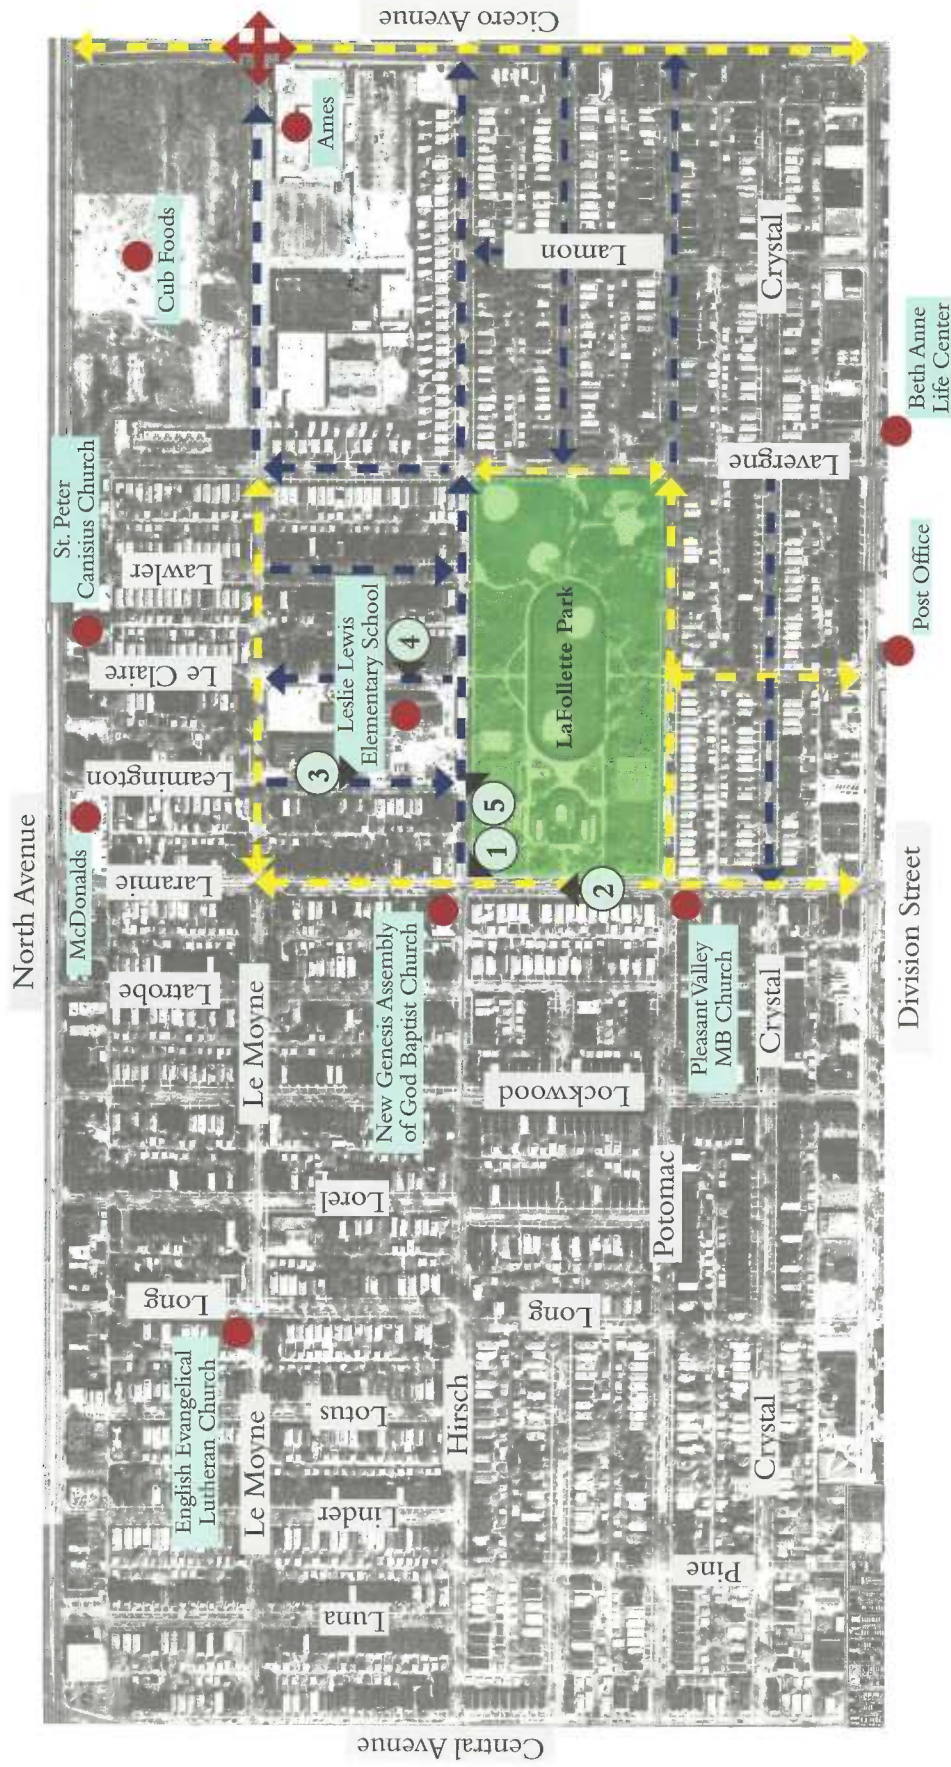 North Avenue
Cicero Avenue
Central Avenue
Division Street
St. Peter
Canisius Church
McDonalds
Cub Foods
Ames
Lawler
Le Claire
Leamington
Laramie
Latrobe
Le Moyne
Long
English Evangelical
Lutheran Church
Le Moyne
Lorel
Lotus
Linder
Luna
Leslie Lewis
Elementary School
New Genesis Assembly
of God Baptist Church
Hirsch
3
4
5
1
2
LaFollette Park
Lamon
Lockwood
Long
Potomac
Pleasant Valley
MB Church
Lavergne
Crystal
Crystal
Crystal
Pine
Beth Anne
Life Center
Post Office